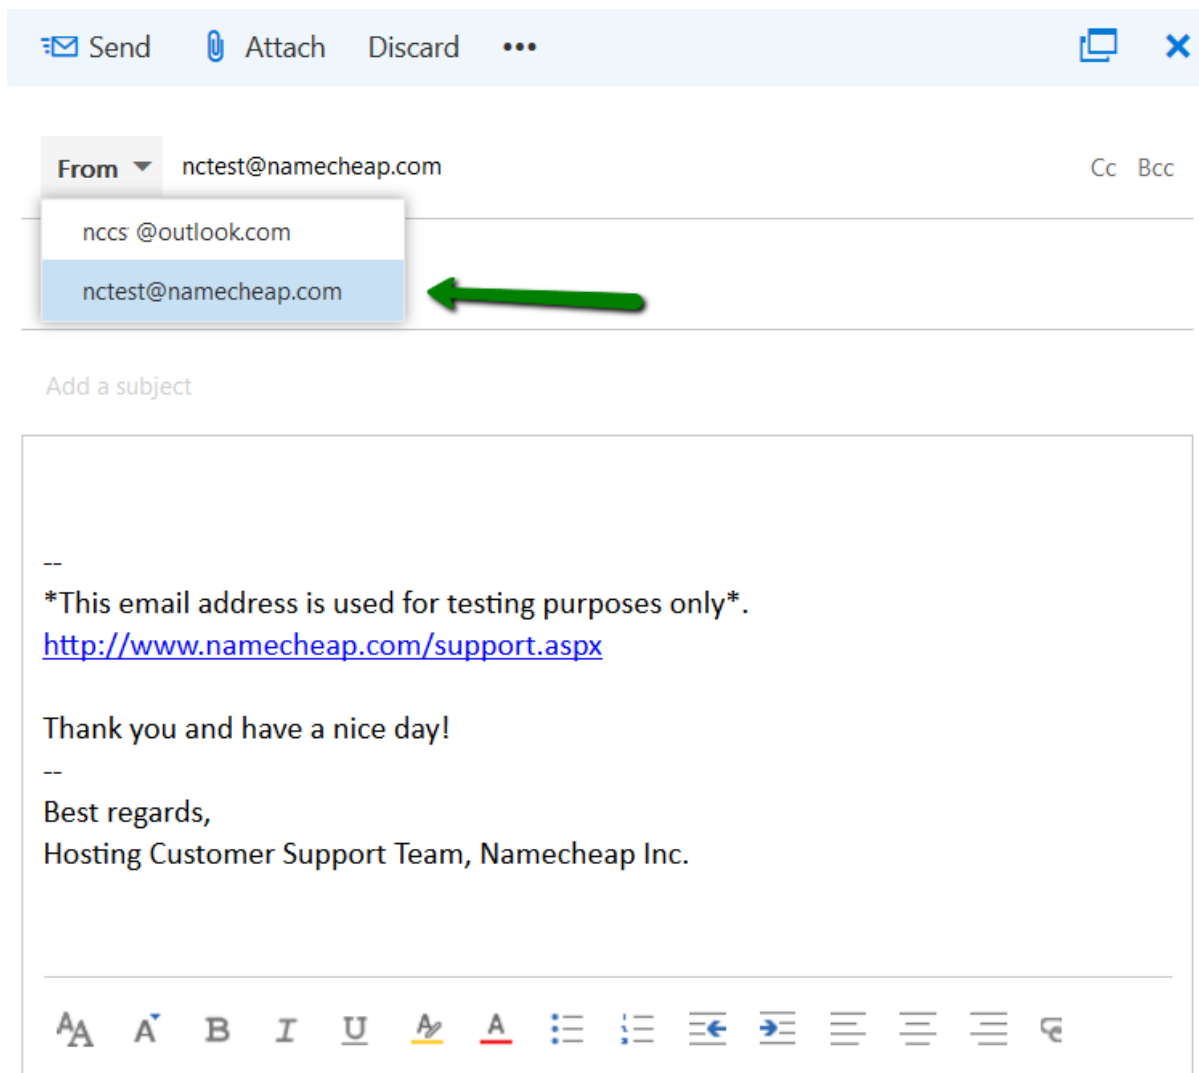 Send Attach Discard •••
From nctest@namecheap.com Cc Bcc
nccs @outlook.com
nctest@namecheap.com
Add a subject
--
*This email address is used for testing purposes only*.
http://www.namecheap.com/support.aspx
Thank you and have a nice day!
--
Best regards,
Hosting Customer Support Team, Namecheap Inc.